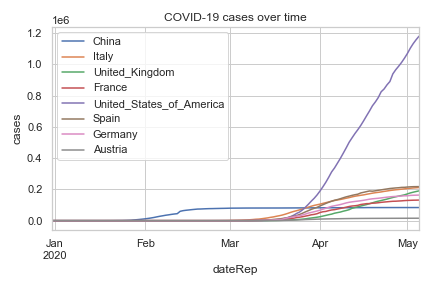 COVID-19 cases over time
1e6
1.2
1.0
0.8
0.6
0.4
0.2
0.0
cases
China
Italy
United_Kingdom
France
United_States_of_America
Spain
Germany
Austria
Jan
2020
Feb
Mar
Apr
May
dateRep